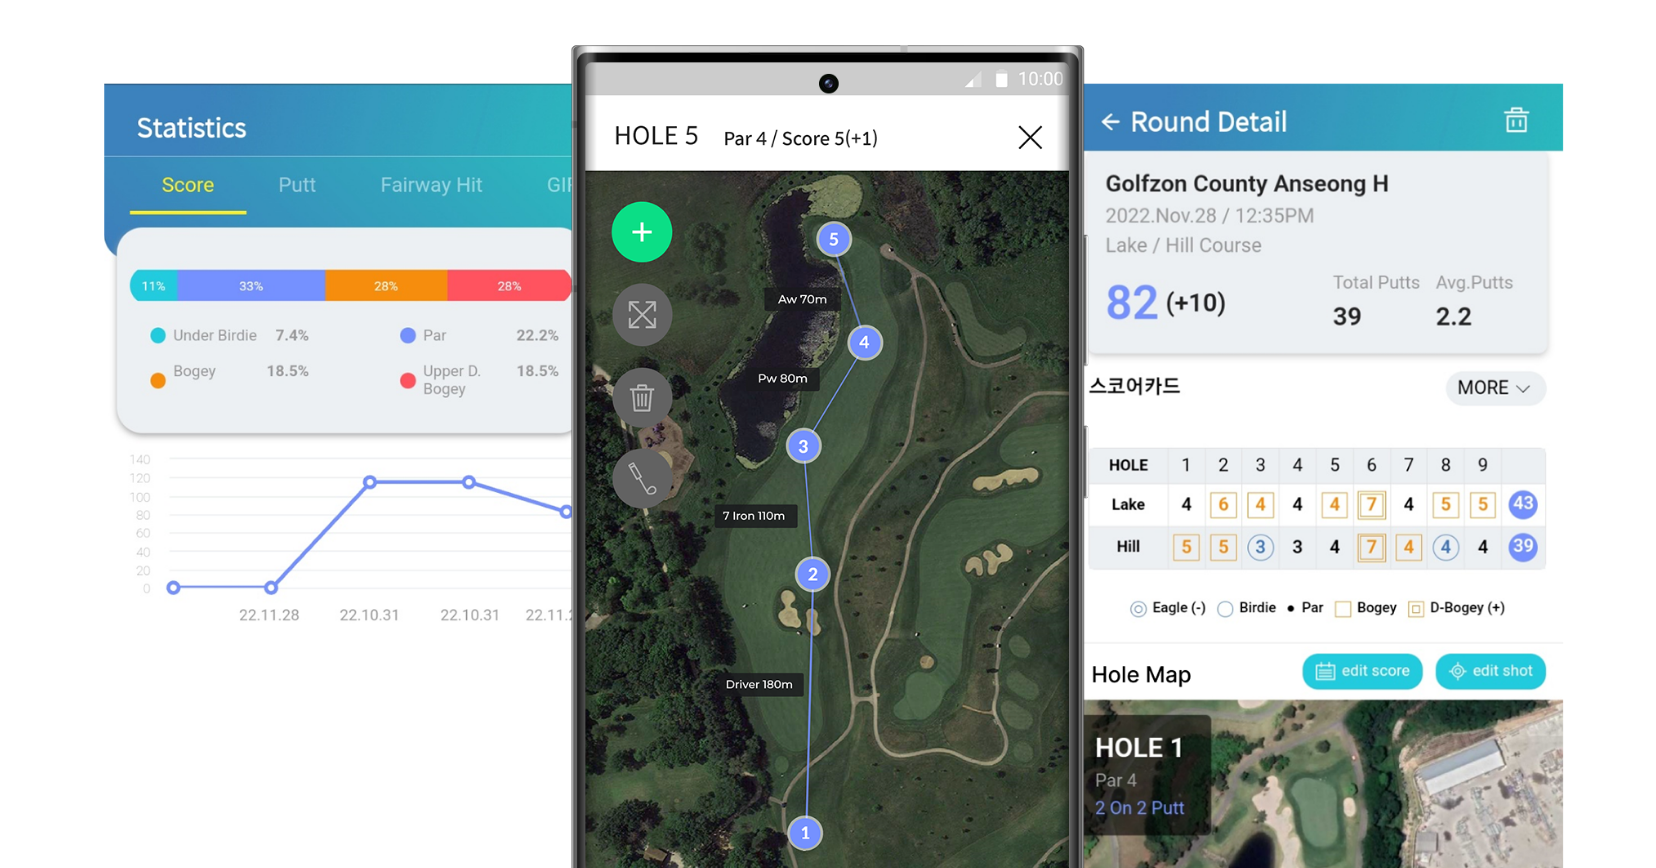 Statistics
Score Putt Fairway Hit
11% 33% 28% 28%
Under Birdie 7.4% Par 22.2%
Bogey 18.5% Upper D. Bogey 18.5%
140
120
100
80
60
40
20
0
22.11.28 22.10.31 22.10.31
10:00
HOLE 5 Par 4 / Score 5(+1)
5
Aw 70m
4
Pw 80m
3
7 Iron 110m
2
Driver 180m
1
Round Detail
Golfzon County Anseong H
2022.Nov.28 / 12:35PM
Lake / Hill Course
Total Putts Avg.Putts
82 (+10) 39 2.2
스코어카드 MORE
HOLE 1 2 3 4 5 6 7 8 9
Lake 4 6 4 4 4 7 4 5 5 43
Hill 5 5 3 3 4 7 4 4 4 39
Eagle (-) Birdie Par Bogey D-Bogey (+)
Hole Map edit score edit shot
HOLE 1
Par 4
2 On 2 Putt